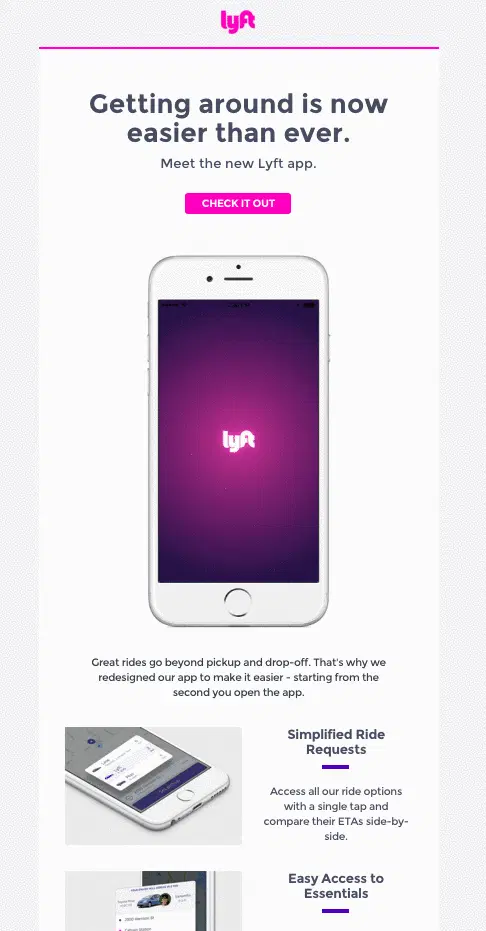 lyft
Getting around is now
easier than ever.
Meet the new Lyft app.
CHECK IT OUT
lyft
Great rides go beyond pickup and drop-off. That's why we
redesigned our app to make it easier - starting from the
second you open the app.
Simplified Ride
Requests
Access all our ride options
with a single tap and
compare their ETAs side-by-
side.
Easy Access to
Essentials